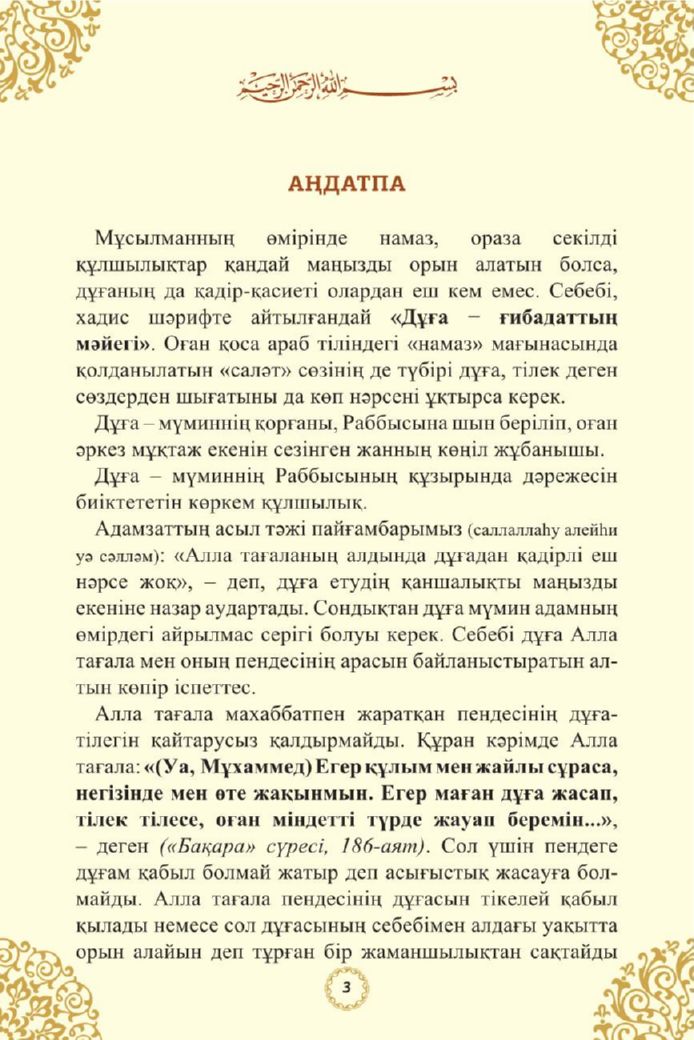 بسم الله الرحمن الرحيم
АҢДАТПА
Мұсылманның өмірінде намаз, ораза секілді
құлшылықтар қандай маңызды орын алатын болса,
дұғаның да қадір-қасиеті олардан еш кем емес. Себебі,
хадис шәрифте айтылғандай «Дұға − ғибадаттың
мәйегі». Оған қоса араб тіліндегі «намаз» мағынасында
қолданылатын «саләт» сөзінің де түбірі дұға, тілек деген
сөздерден шығатыны да көп нәрсені ұқтырса керек.
Дұға – мүминнің қорғаны, Раббысына шын беріліп, оған
әркез мұқтаж екенін сезінген жанның көңіл жұбанышы.
Дұға – мүминнің Раббысының құзырында дәрежесін
биіктететін көркем құлшылық.
Адамзаттың асыл тәжі пайғамбарымыз (саллаллаһу алейһи
уә сәлләм): «Алла тағаланың алдында дұғадан қадірлі еш
нәрсе жоқ», – деп, дұға етудің қаншалықты маңызды
екеніне назар аудартады. Сондықтан дұға мүмин адамның
өмірдегі айрылмас серігі болуы керек. Себебі дұға Алла
тағала мен оның пендесінің арасын байланыстыратын ал-
тын көпір іспеттес.
Алла тағала махаббатпен жаратқан пендесінің дұға-
тілегін қайтарусыз қалдырмайды. Құран кәрімде Алла
тағала: «(Уа, Мұхаммед) Егер құлым мен жайлы сұраса,
негізінде мен өте жақынмын. Егер маған дұға жасап,
тілек тілесе, оған міндетті түрде жауап беремін...»,
– деген («Бақара» сүресі, 186-аят). Сол үшін пендеге
дұғам қабыл болмай жатыр деп асығыстық жасауға бол-
майды. Алла тағала пендесінің дұғасын тікелей қабыл
қылады немесе сол дұғасының себебімен алдағы уақытта
орын алайын деп тұрған бір жаманшылықтан сақтайды
3